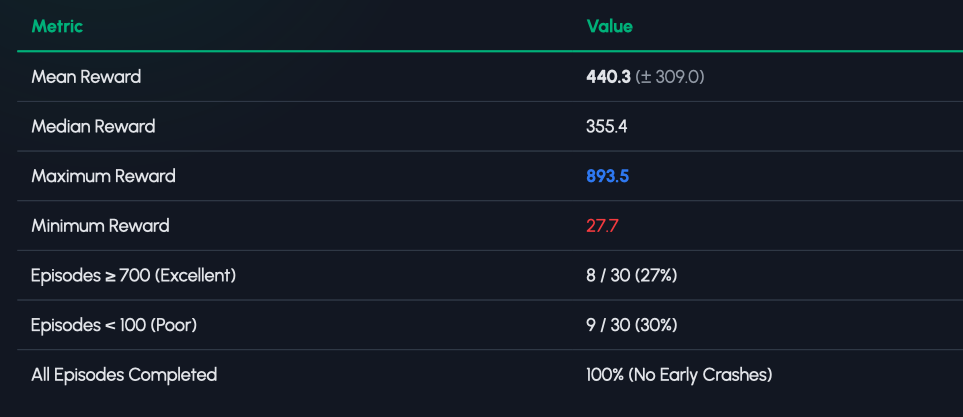 Metric Value
Mean Reward 440.3 (± 309.0)
Median Reward 355.4
Maximum Reward 893.5
Minimum Reward 27.7
Episodes ≥ 700 (Excellent) 8 / 30 (27%)
Episodes < 100 (Poor) 9 / 30 (30%)
All Episodes Completed 100% (No Early Crashes)